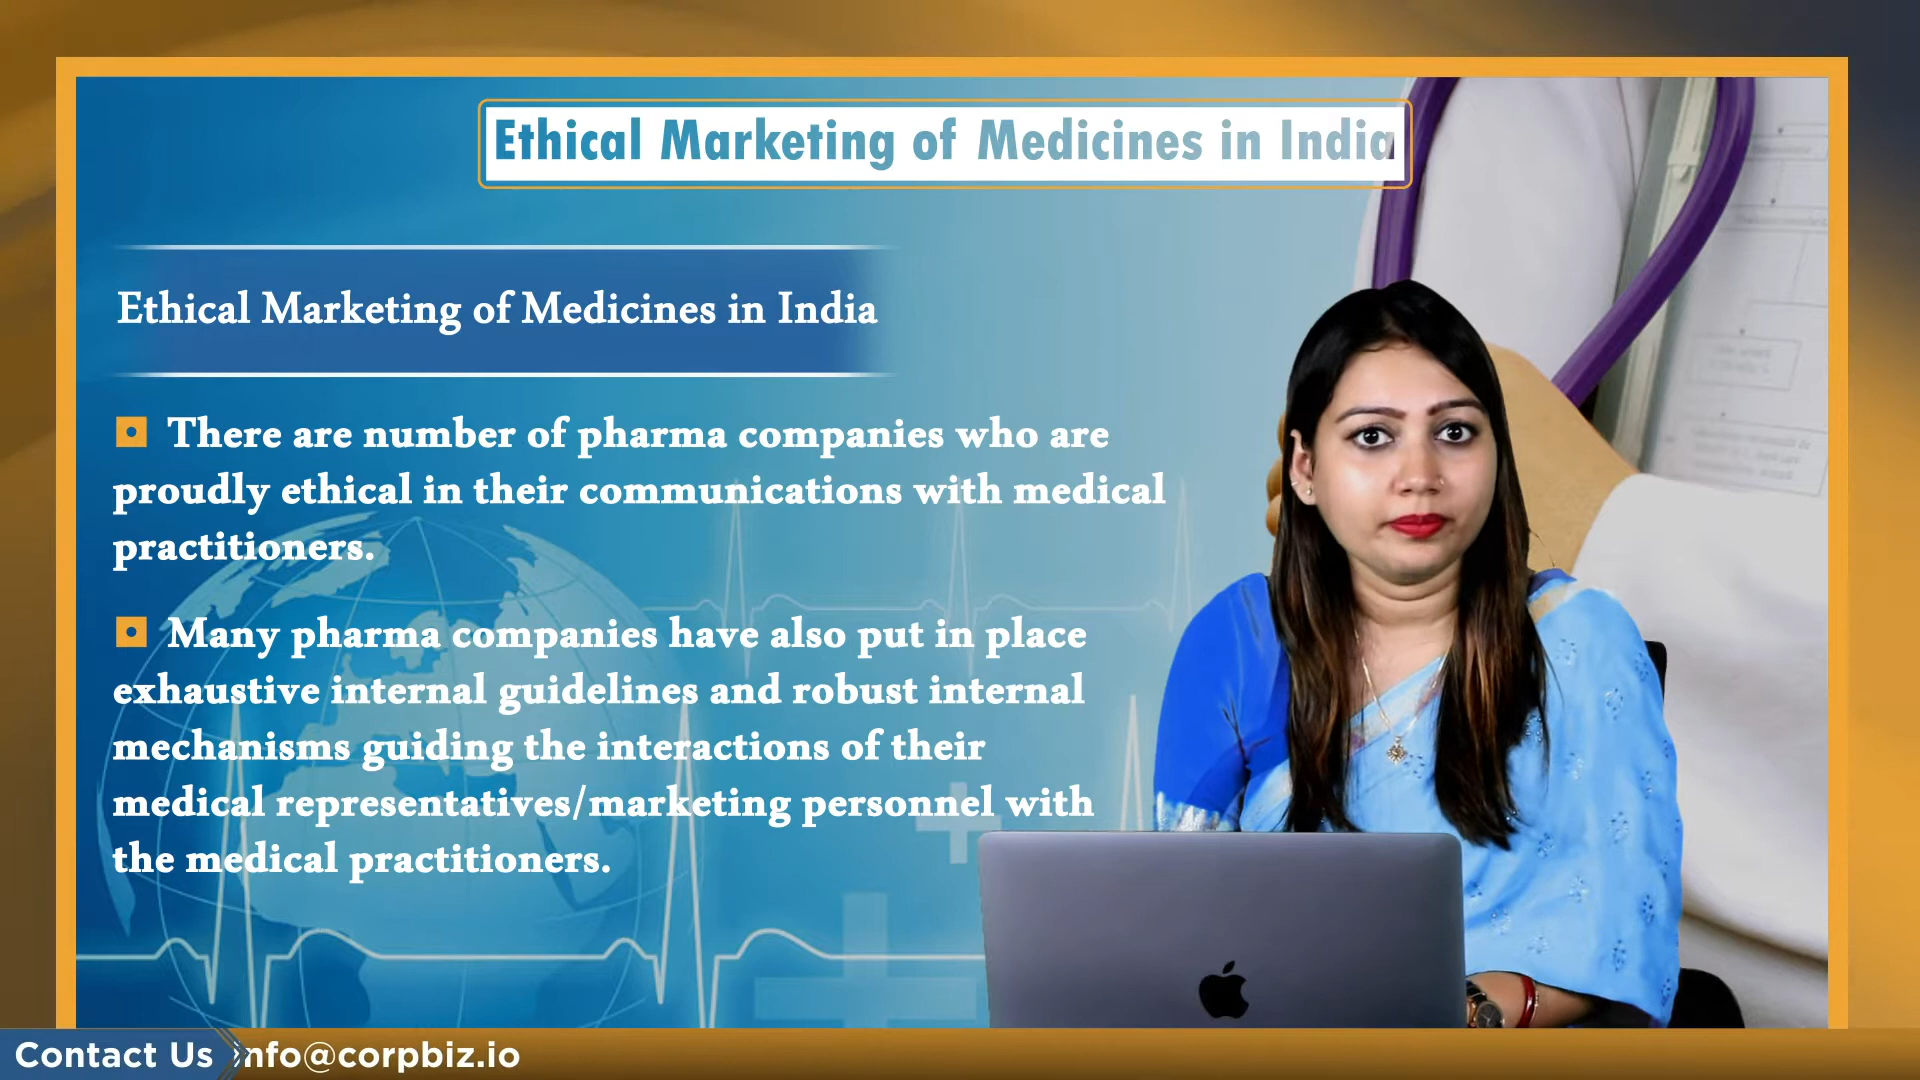 Ethical Marketing of Medicines in India
Ethical Marketing of Medicines in India
There are number of pharma companies who are
proudly ethical in their communications with medical
practitioners.
Many pharma companies have also put in place
exhaustive internal guidelines and robust internal
mechanisms guiding the interactions of their
medical representatives/marketing personnel with
the medical practitioners.
Contact Us info@corpbiz.io